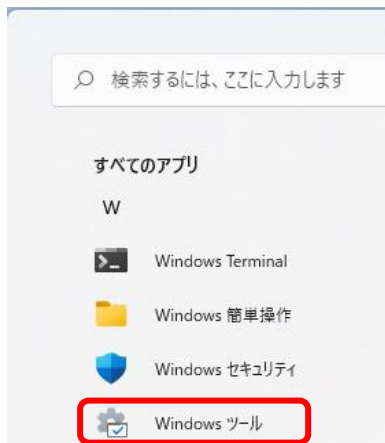 検索するには、ここに入力します
すべてのアプリ
W
Windows Terminal
Windows 簡単操作
Windows セキュリティ
Windows ツール